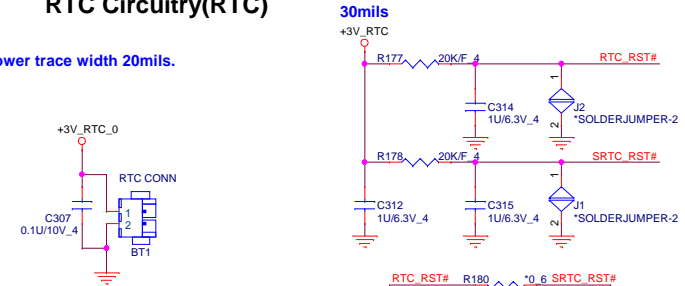 RTC Circuitry(RTC)
30mils
+3V_RTC
ower trace width 20mils.
R177
20K/F_4
RTC_RST#
1
C314
1U/6.3V_4
J2
*SOLDERJUMPER-2
2
+3V_RTC_0
R178
20K/F_4
SRTC_RST#
RTC CONN
1
C312
1U/6.3V_4
C315
1U/6.3V_4
J1
*SOLDERJUMPER-2
2
C307
0.1U/10V_4
1
2
BT1
RTC_RST#
R180
*0_6
SRTC_RST#